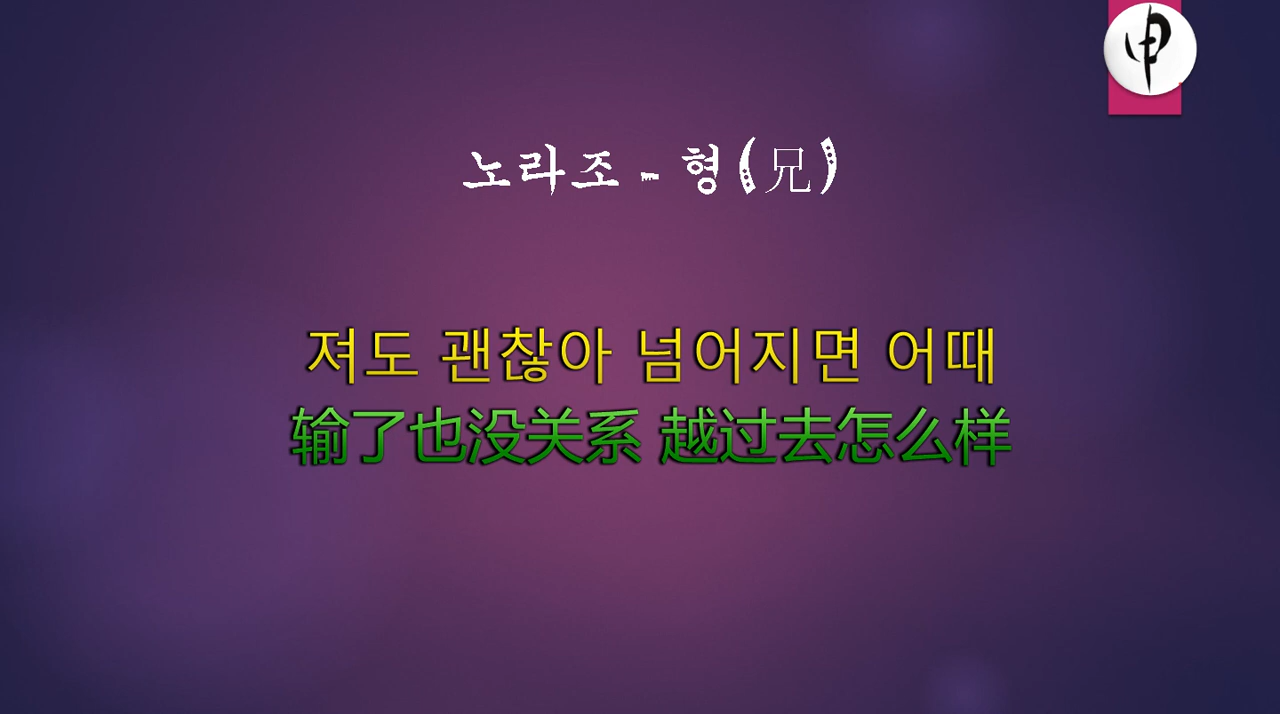 노라조 - 형(兄)
져도 괜찮아 넘어지면 어때
输了也没关系 越过去怎么样